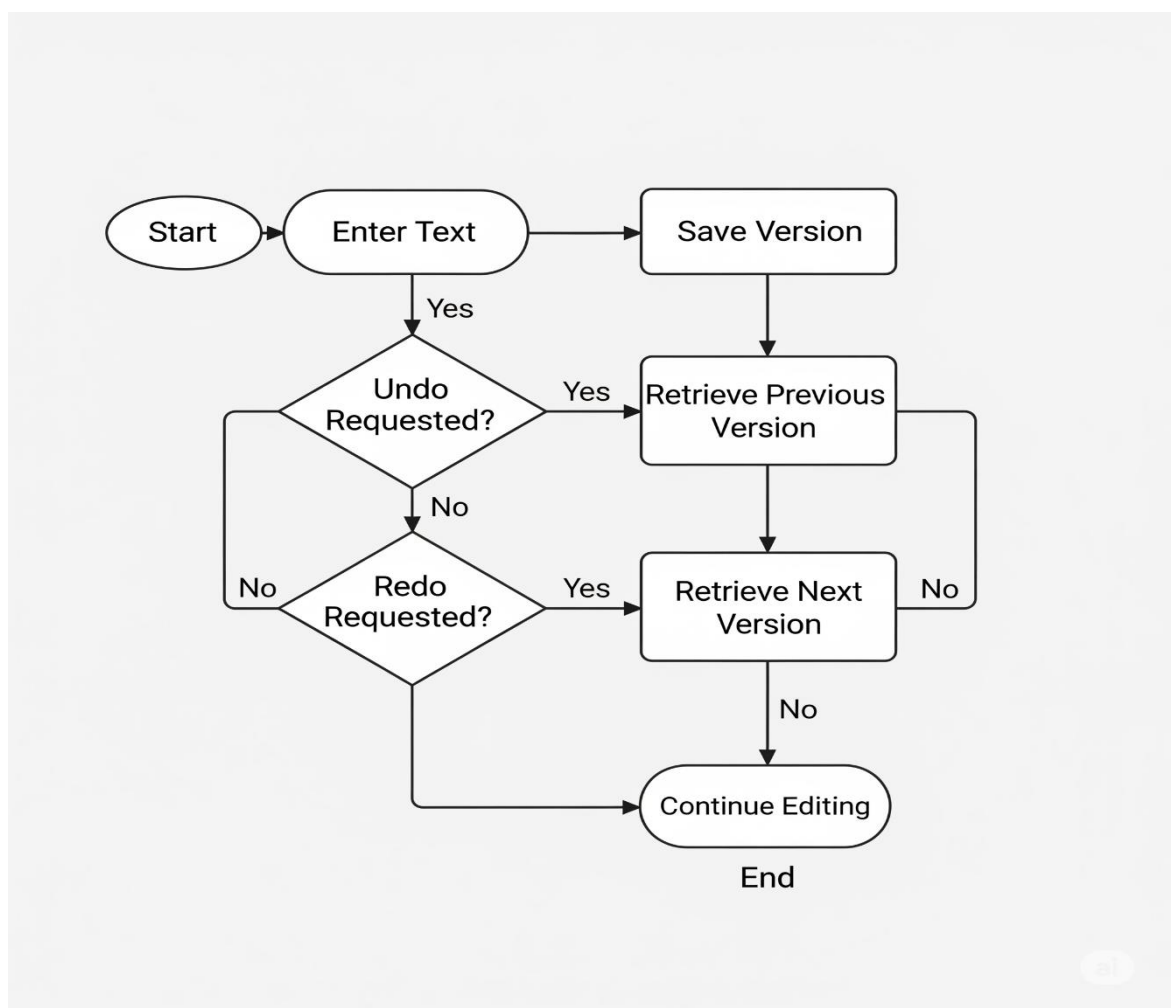 Start
Enter Text
Save Version
Yes
Undo
Requested?
Yes
Retrieve Previous
Version
No
No
Redo
Requested?
Yes
Retrieve Next
Version
No
No
Continue Editing
End
ai